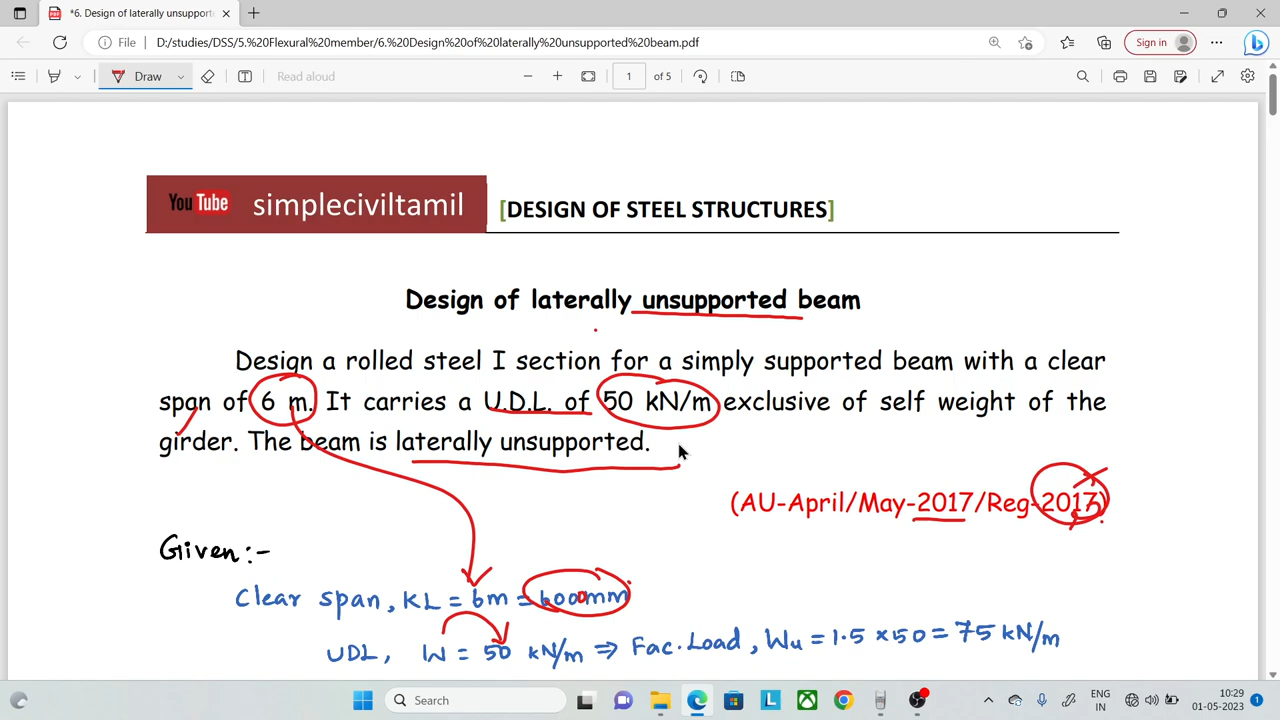 *6. Design of laterally unsupporte
File D:/studies/DSS/5.%20Flexural%20member/6.%20Design%20of%20laterally%20unsupported%20beam.pdf
Sign in
Draw
Read aloud
1 of 5
YouTube simpleciviltamil [DESIGN OF STEEL STRUCTURES]
Design of laterally unsupported beam
Design a rolled steel I section for a simply supported beam with a clear
span of 6 m. It carries a U.D.L. of 50 kN/m exclusive of self weight of the
girder. The beam is laterally unsupported.
(AU-April/May-2017/Reg-2017)
Given:-
Clear span, KL = 6m = 6000mm
UDL, W = 50 kN/m ⇒ Fac. Load, Wu = 1.5 × 50 = 75 kN/m
Search
ENG
IN
10:29
01-05-2023